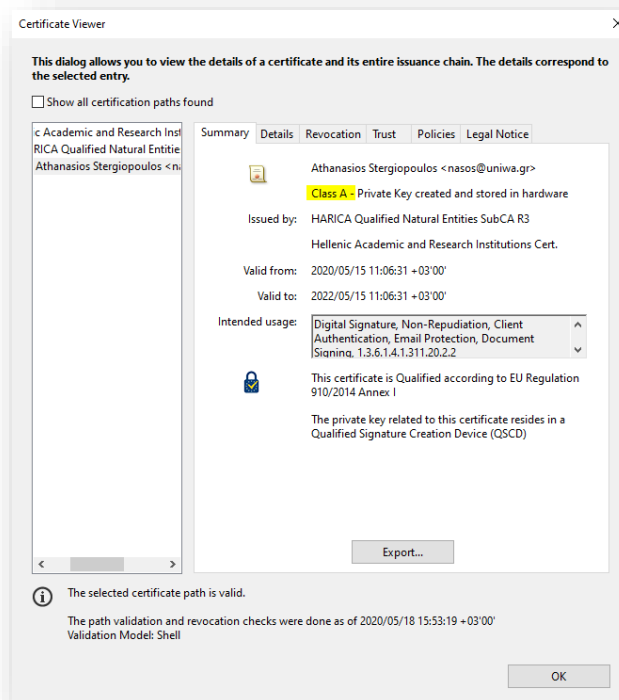 Certificate Viewer
This dialog allows you to view the details of a certificate and its entire issuance chain. The details correspond to
the selected entry.
Show all certification paths found
c Academic and Research Inst
RICA Qualified Natural Entitie
Athanasios Stergiopoulos <na
Summary Details Revocation Trust Policies Legal Notice
Athanasios Stergiopoulos <nasos@uniwa.gr>
Class A - Private Key created and stored in hardware
Issued by: HARICA Qualified Natural Entities SubCA R3
Hellenic Academic and Research Institutions Cert.
Valid from: 2020/05/15 11:06:31 +03'00'
Valid to: 2022/05/15 11:06:31 +03'00'
Intended usage: Digital Signature, Non-Repudiation, Client
Authentication, Email Protection, Document
Signing, 1.3.6.1.4.1.311.20.2.2
This certificate is Qualified according to EU Regulation
910/2014 Annex I
The private key related to this certificate resides in a
Qualified Signature Creation Device (QSCD)
Export...
The selected certificate path is valid.
The path validation and revocation checks were done as of 2020/05/18 15:53:19 +03'00'
Validation Model: Shell
OK